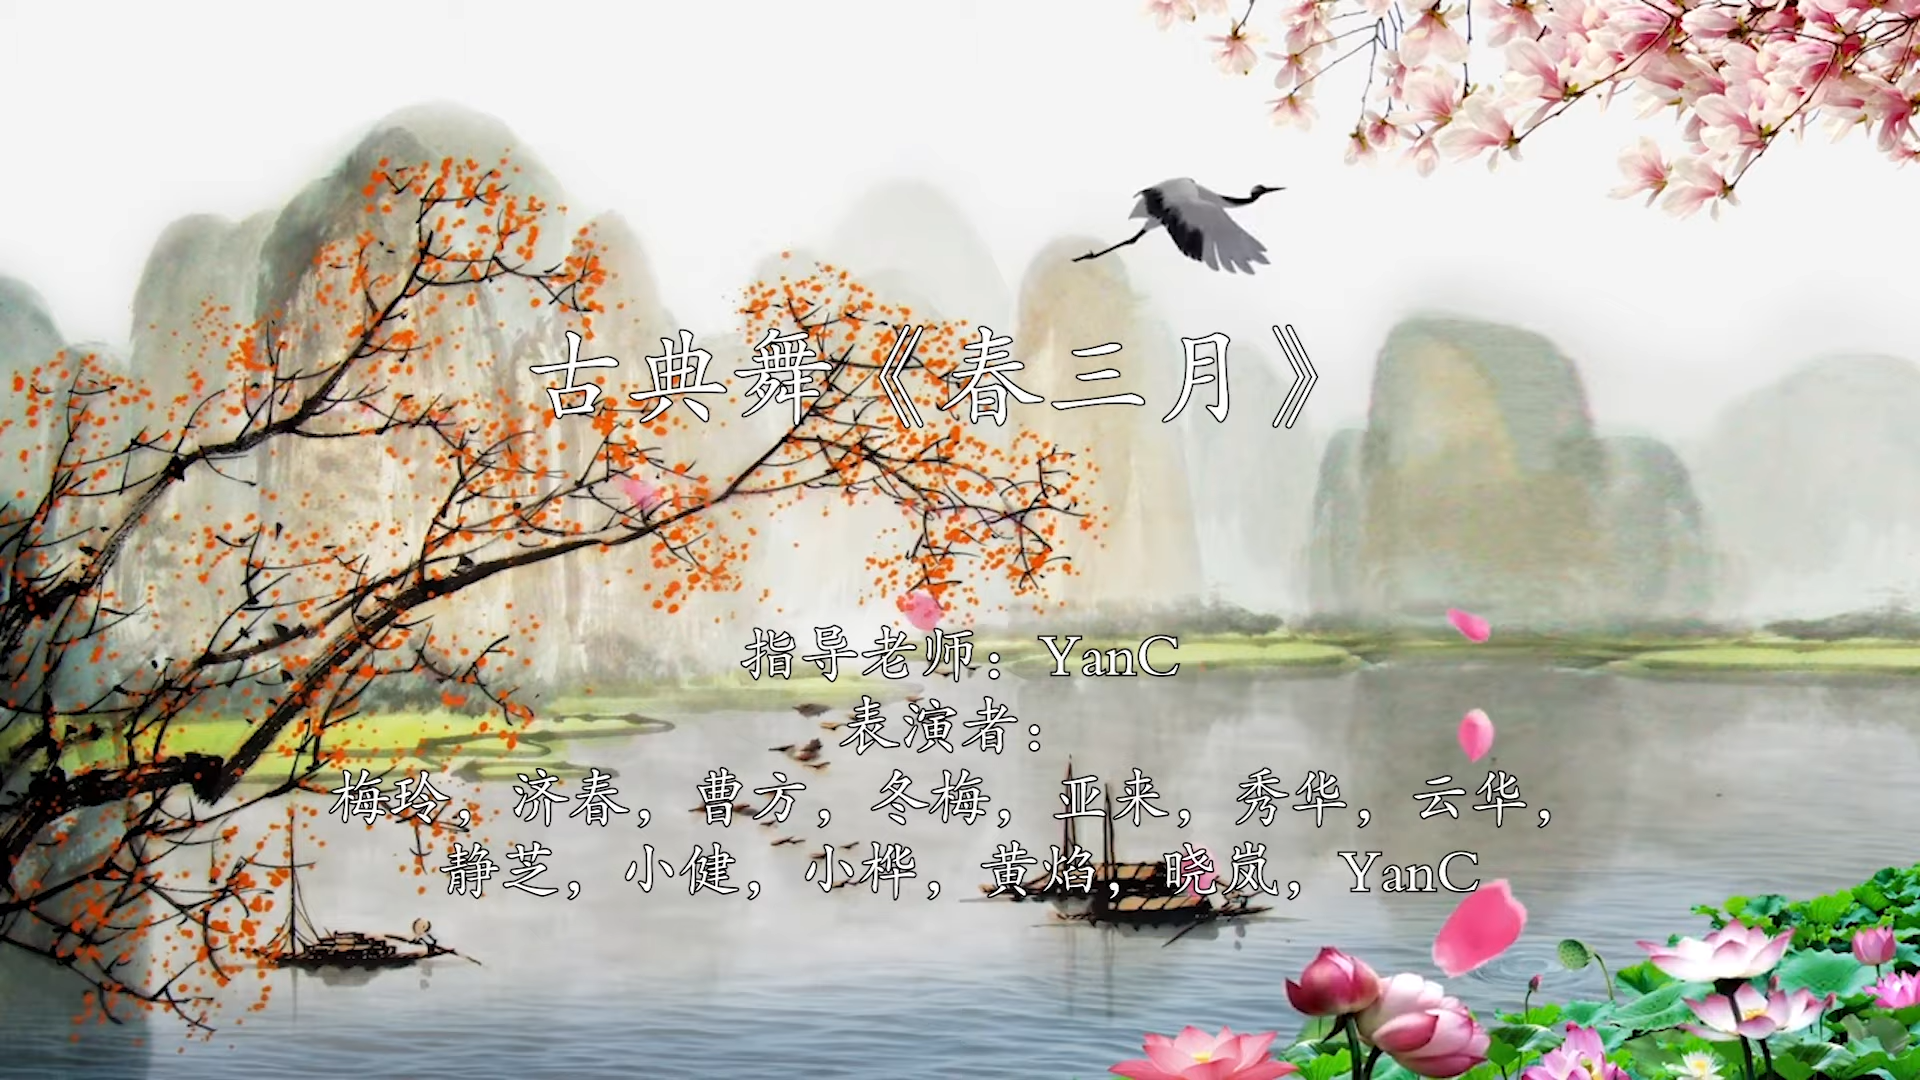 古典舞《春三月》
指导老师：YanC
表演者：
梅玲，济春，曹方，冬梅，亚来，秀华，云华，
静芝，小健，小桦，黄焰，晓岚，YanC